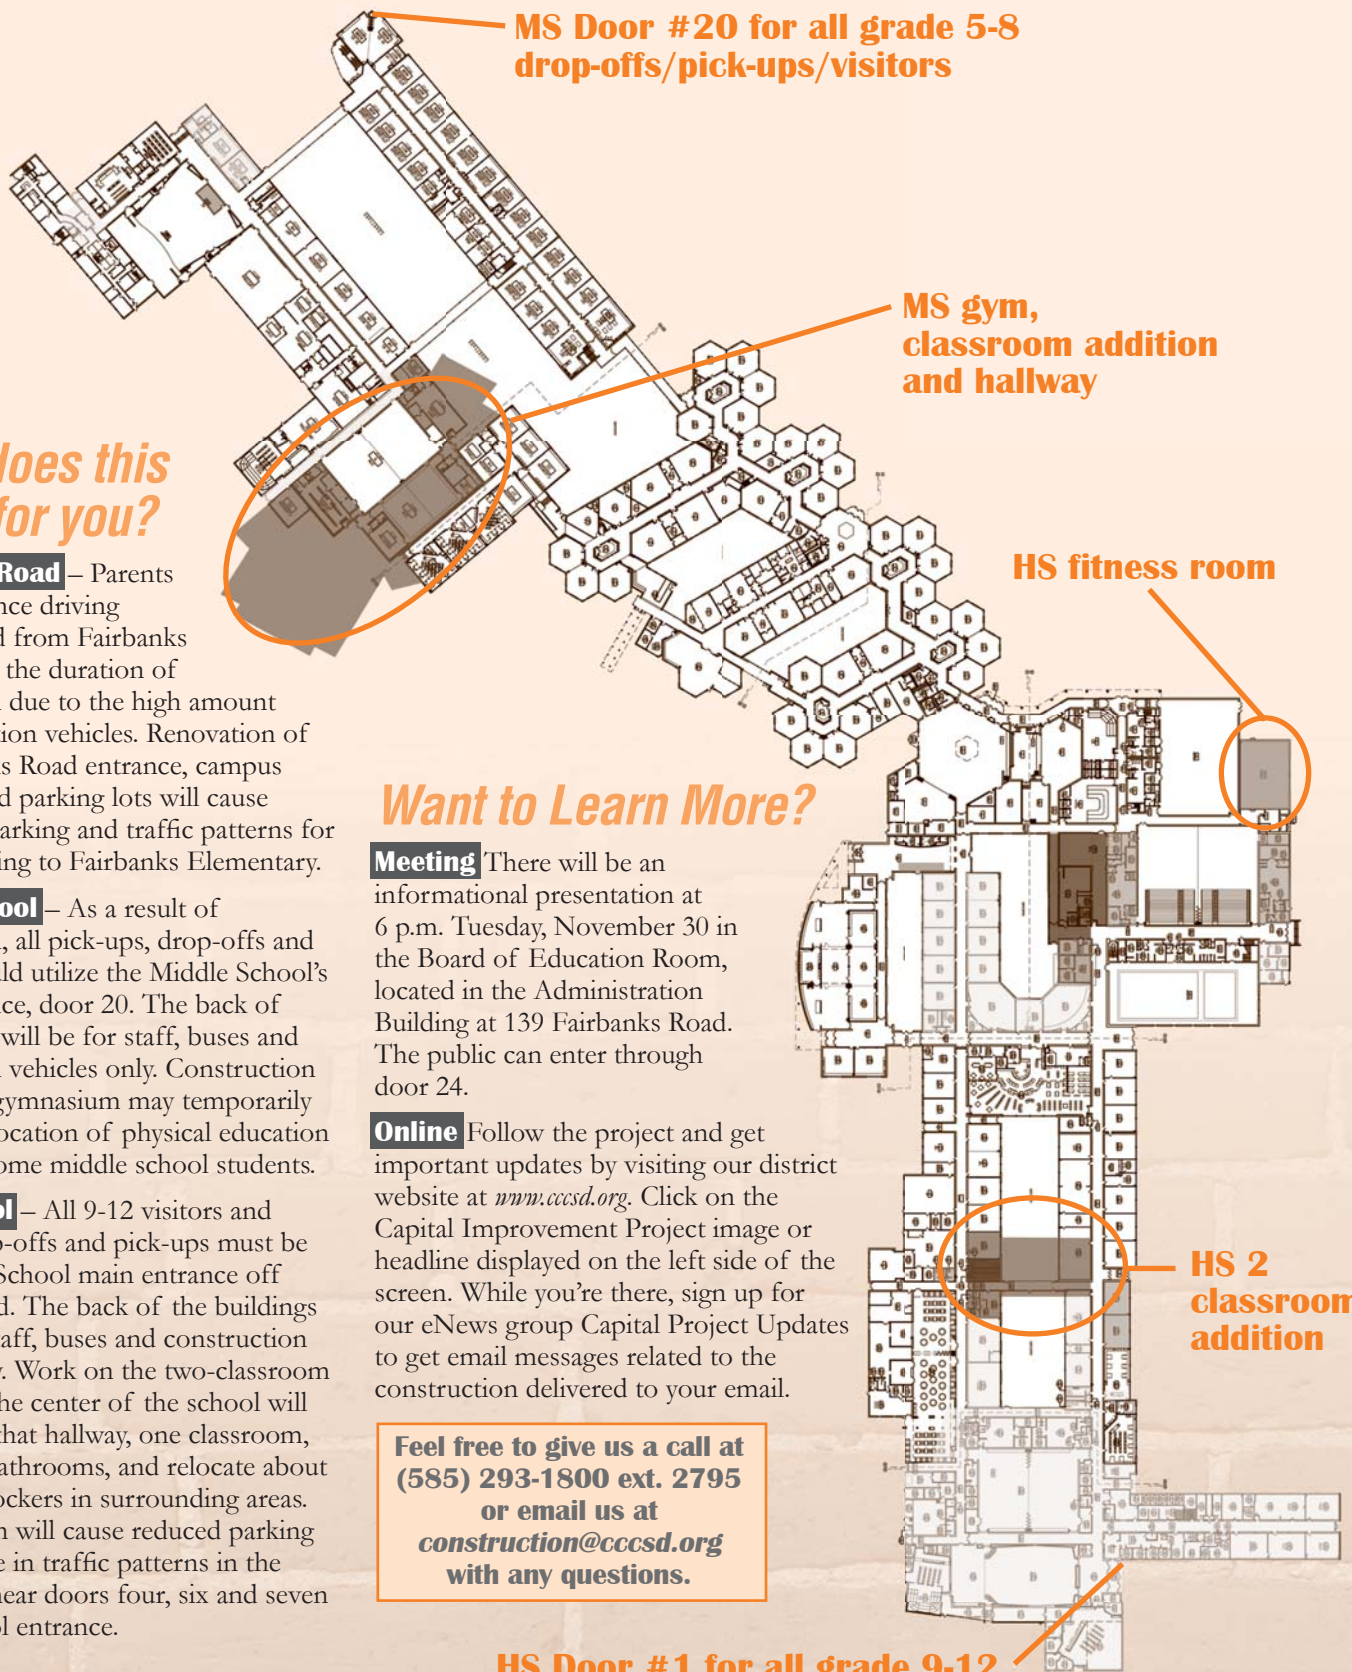 MS Door #20 for all grade 5-8
drop-offs/pick-ups/visitors
MS gym,
classroom addition
and hallway
HS fitness room
HS 2
classroom
addition
HS Door #1 for all grade 9-12
does this
for you?
Road – Parents
nce driving
d from Fairbanks
the duration of
due to the high amount
tion vehicles. Renovation of
s Road entrance, campus
d parking lots will cause
arking and traffic patterns for
ing to Fairbanks Elementary.
ool – As a result of
, all pick-ups, drop-offs and
uld utilize the Middle School’s
ce, door 20. The back of
will be for staff, buses and
vehicles only. Construction
gymnasium may temporarily
ocation of physical education
ome middle school students.
ol – All 9-12 visitors and
p-offs and pick-ups must be
School main entrance off
d. The back of the buildings
aff, buses and construction
y. Work on the two-classroom
he center of the school will
that hallway, one classroom,
athrooms, and relocate about
ockers in surrounding areas.
n will cause reduced parking
e in traffic patterns in the
near doors four, six and seven
ol entrance.
Want to Learn More?
Meeting There will be an
informational presentation at
6 p.m. Tuesday, November 30 in
the Board of Education Room,
located in the Administration
Building at 139 Fairbanks Road.
The public can enter through
door 24.
Online Follow the project and get
important updates by visiting our district
website at www.cccsd.org. Click on the
Capital Improvement Project image or
headline displayed on the left side of the
screen. While you’re there, sign up for
our eNews group Capital Project Updates
to get email messages related to the
construction delivered to your email.
Feel free to give us a call at
(585) 293-1800 ext. 2795
or email us at
construction@cccsd.org
with any questions.